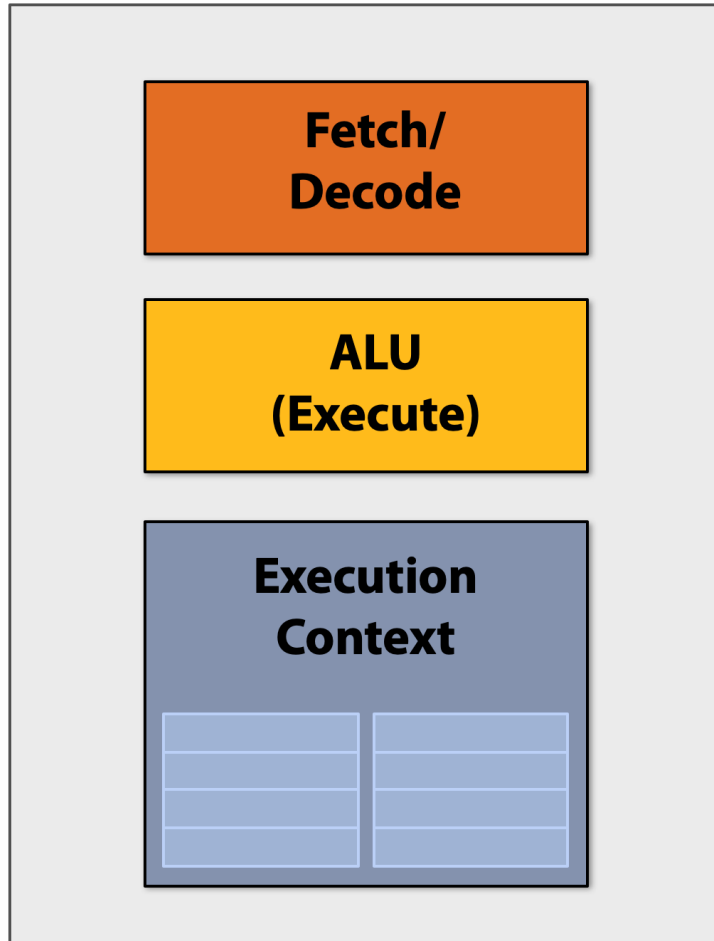 Fetch/
Decode
ALU
(Execute)
Execution
Context